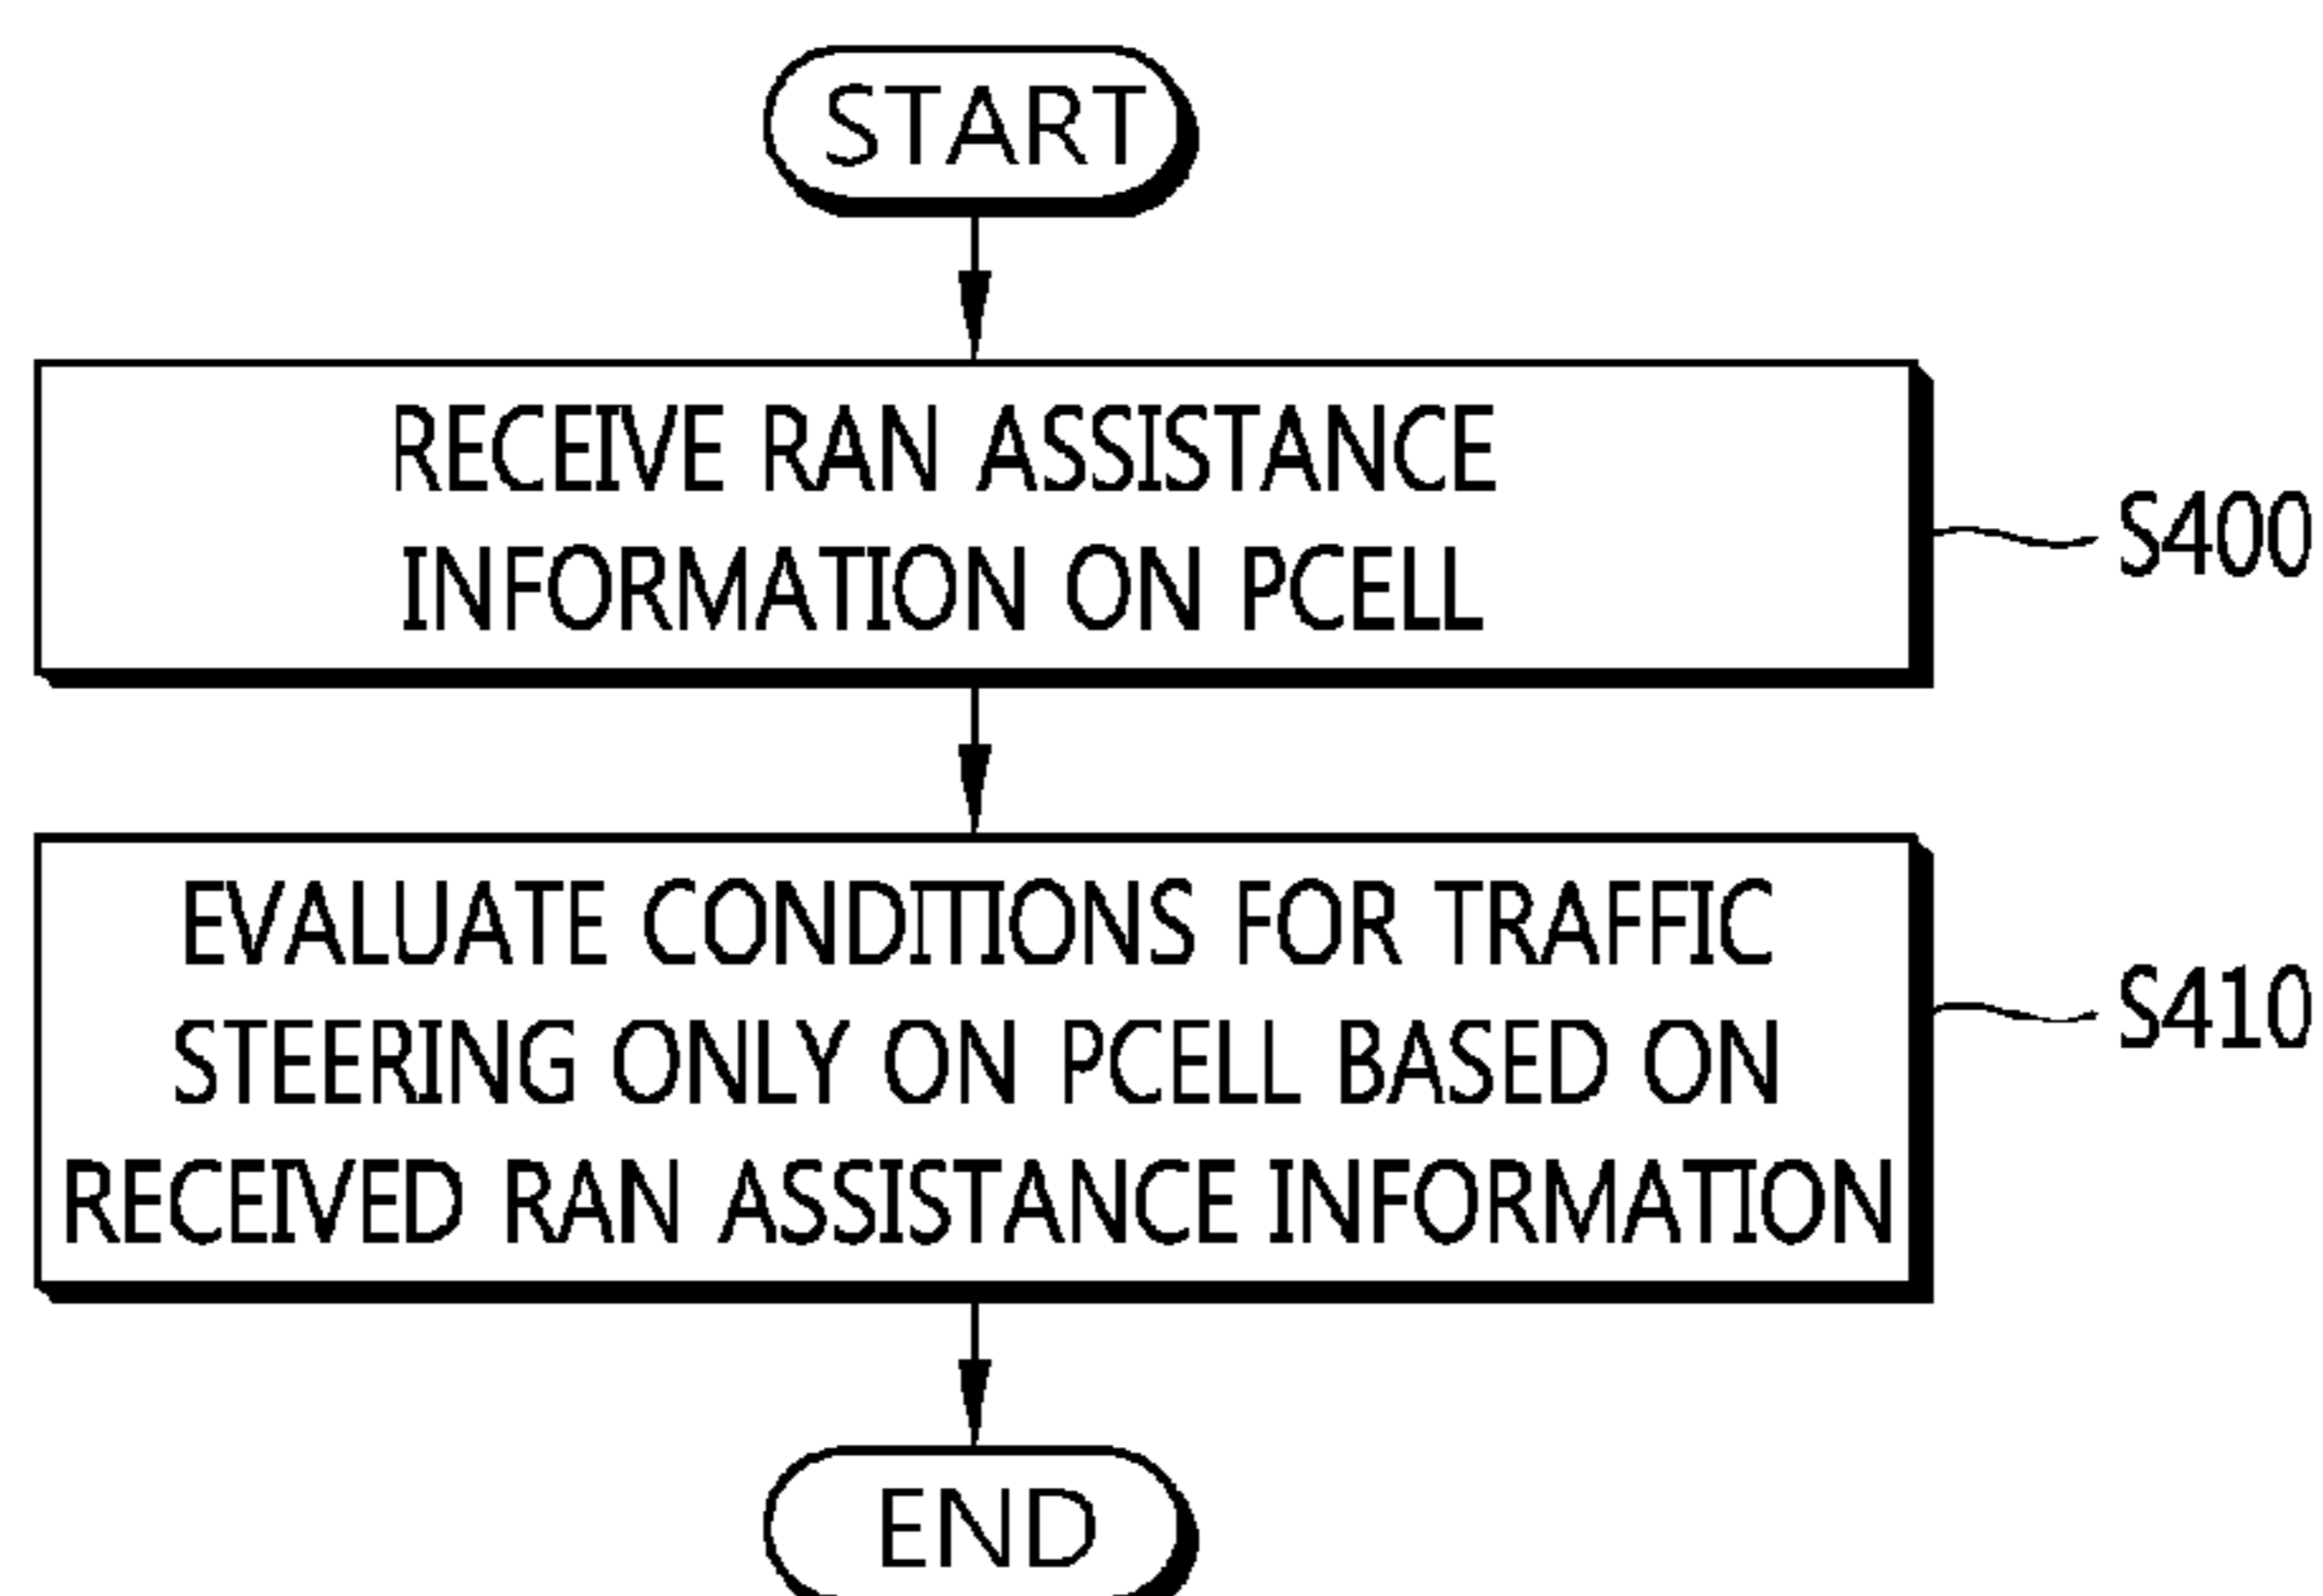 START
RECEIVE RAN ASSISTANCE
INFORMATION ON PCELL
S400
EVALUATE CONDITIONS FOR TRAFFIC
STEERING ONLY ON PCELL BASED ON
RECEIVED RAN ASSISTANCE INFORMATION
S410
END